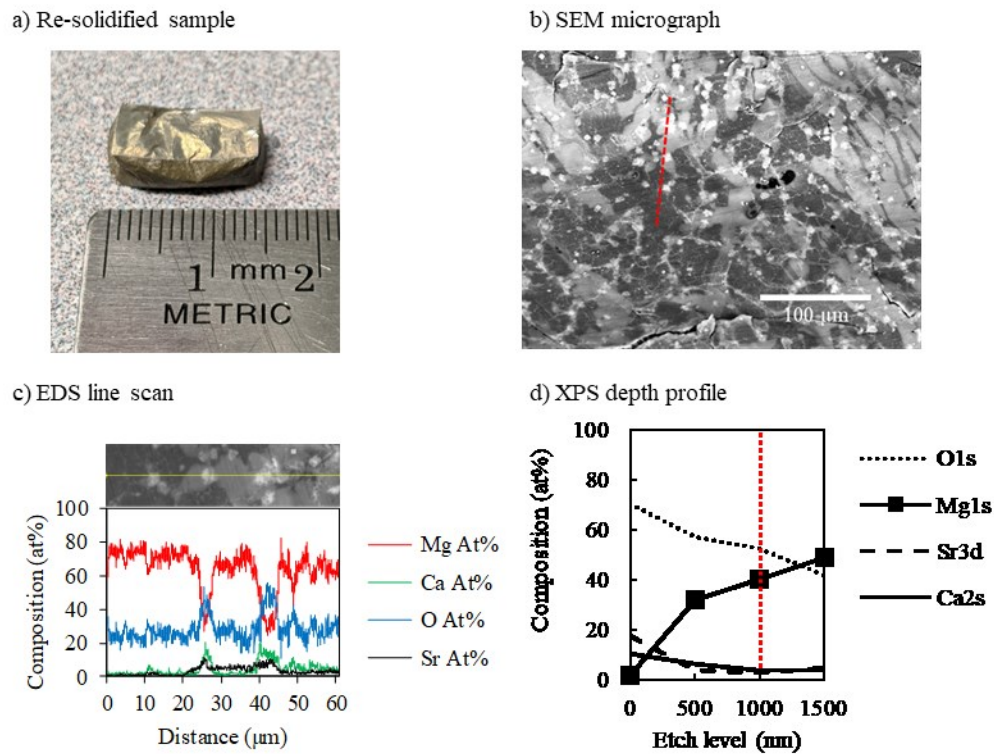 a) Re-solidified sample
b) SEM micrograph
1 mm 2
METRIC
100 μm
c) EDS line scan
d) XPS depth profile
Composition (at%)
100
80
60
40
20
0
0 10 20 30 40 50 60
Distance (μm)
Mg At%
Ca At%
O At%
Sr At%
Composition (at%)
100
80
60
40
20
0
0 500 1000 1500
Etch level (nm)
O1s
Mg1s
Sr3d
Ca2s